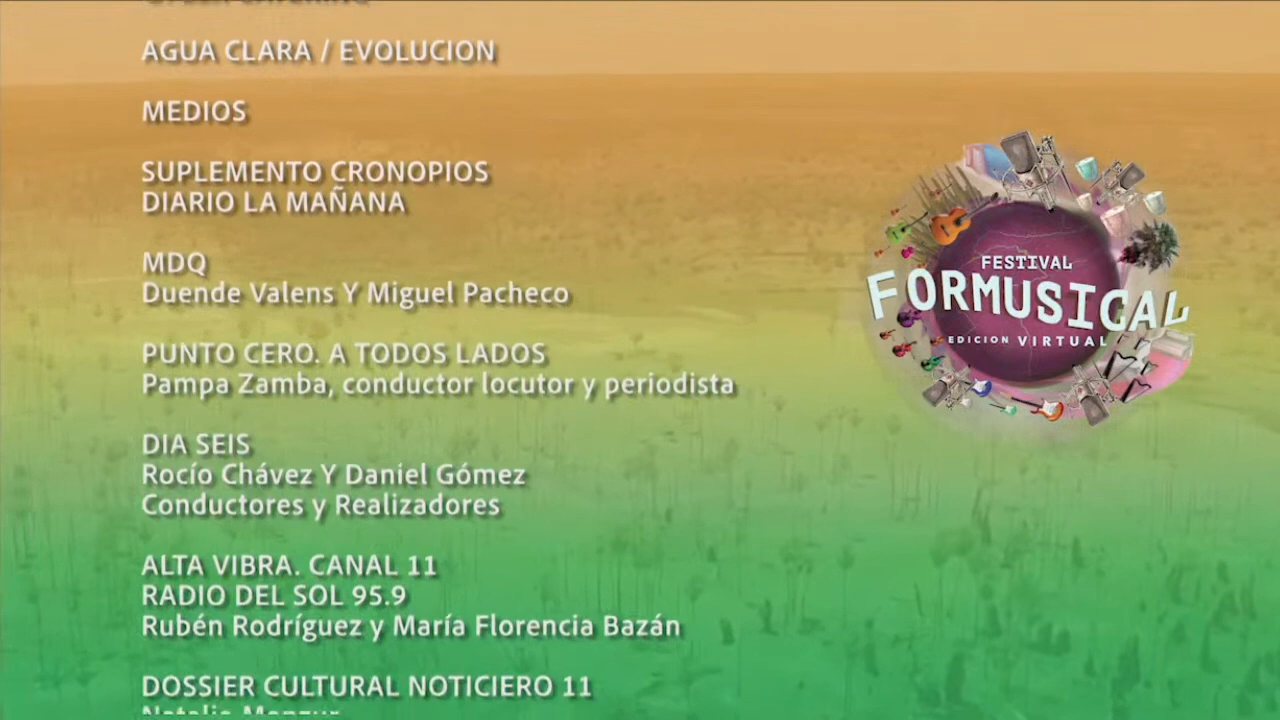 AGUA CLARA / EVOLUCION
MEDIOS
SUPLEMENTO CRONOPIOS
DIARIO LA MAÑANA
MDQ
Duende Valens Y Miguel Pacheco
PUNTO CERO. A TODOS LADOS
Pampa Zamba, conductor locutor y periodista
DIA SEIS
Rocío Chávez Y Daniel Gómez
Conductores y Realizadores
ALTA VIBRA. CANAL 11
RADIO DEL SOL 95.9
Rubén Rodríguez y María Florencia Bazán
DOSSIER CULTURAL NOTICIERO 11
FESTIVAL
FORMUSICAL
EDICION VIRTUAL